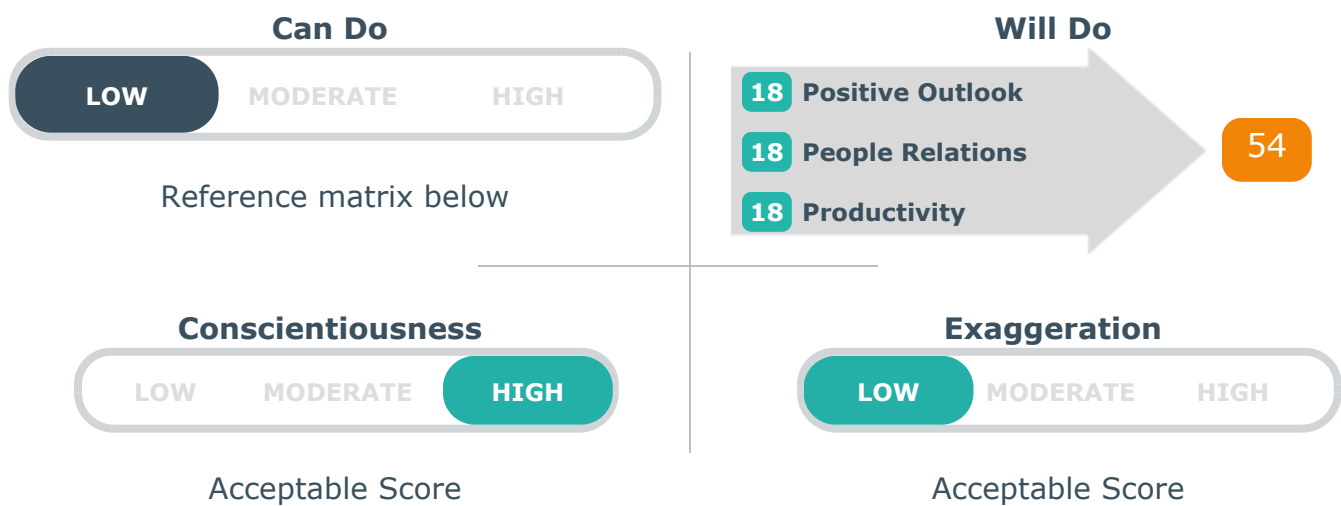 Can Do
LOW MODERATE HIGH
Reference matrix below
Will Do
18 Positive Outlook
18 People Relations
18 Productivity
54
Conscientiousness
LOW MODERATE HIGH
Acceptable Score
Exaggeration
LOW MODERATE HIGH
Acceptable Score